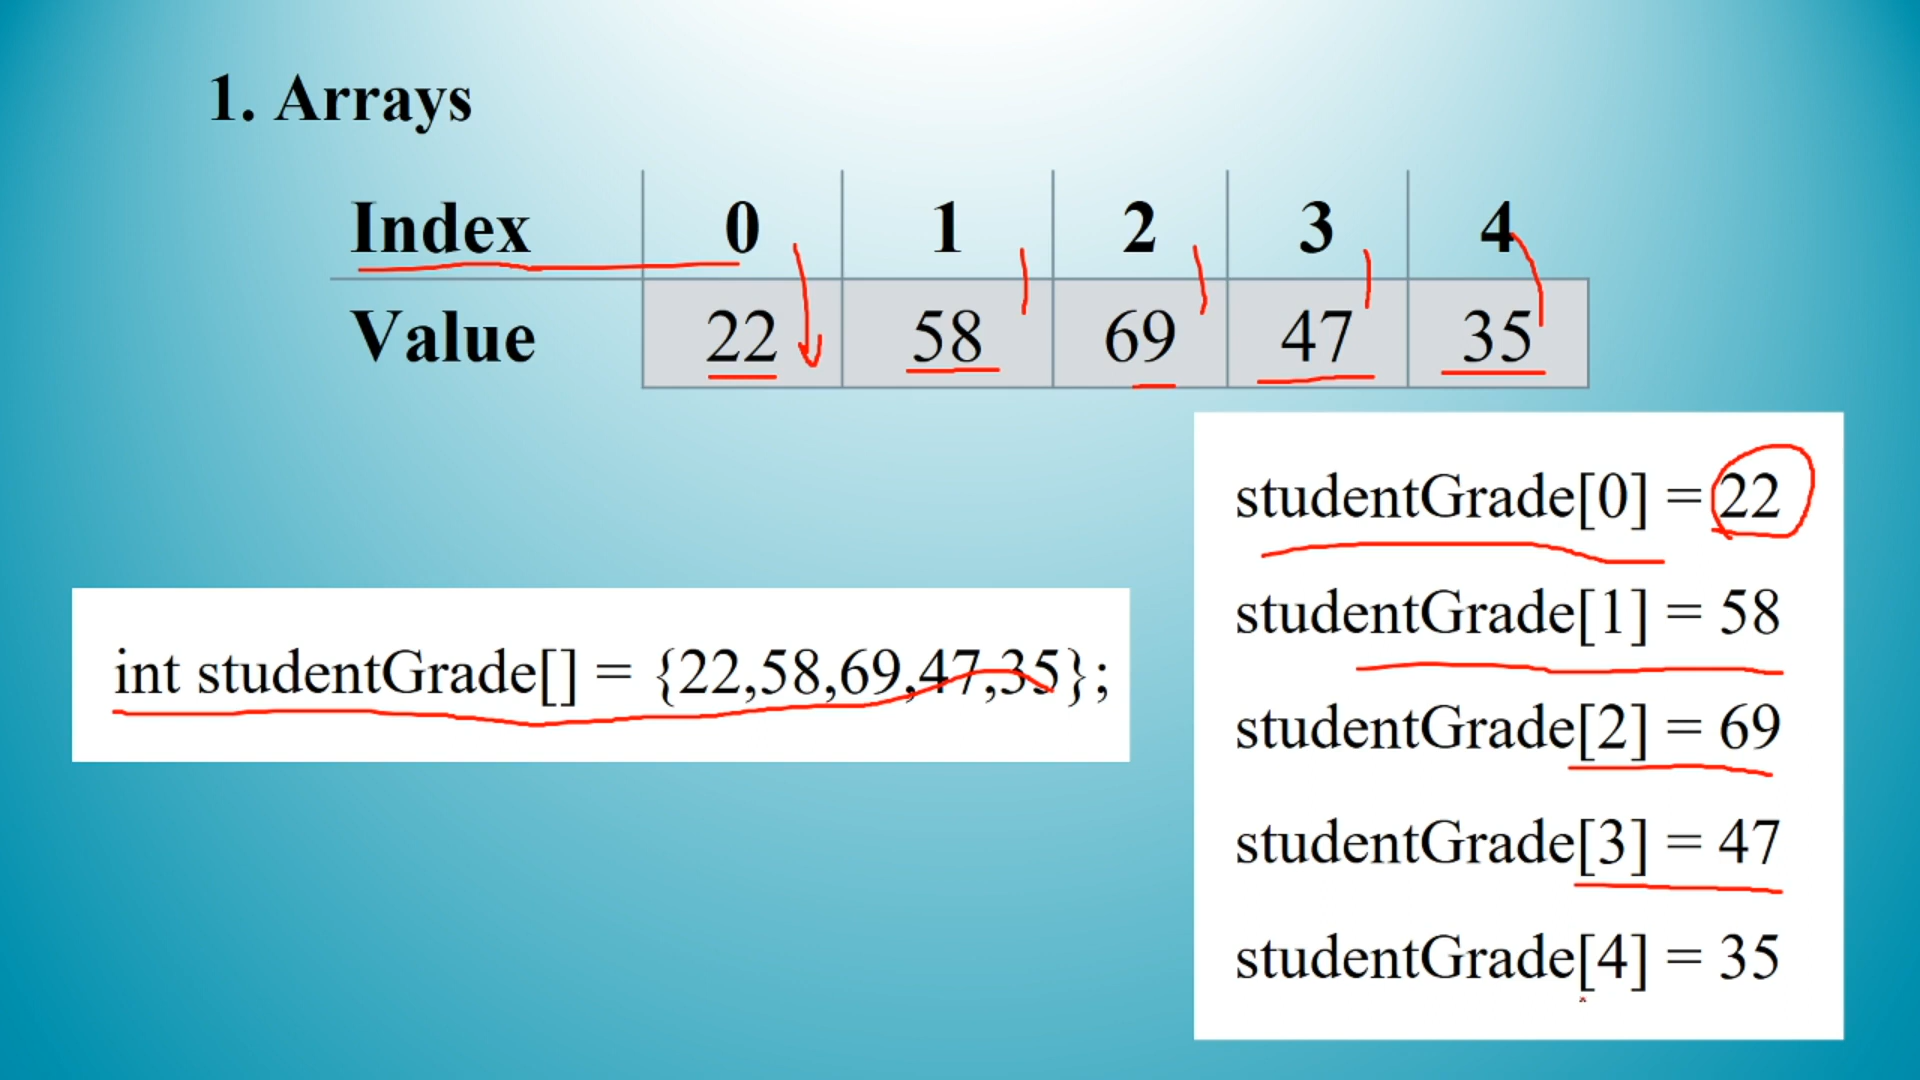 1. Arrays
Index 0 1 2 3 4
Value 22 58 69 47 35
studentGrade[0] = 22
studentGrade[1] = 58
int studentGrade[] = {22,58,69,47,35};
studentGrade[2] = 69
studentGrade[3] = 47
studentGrade[4] = 35